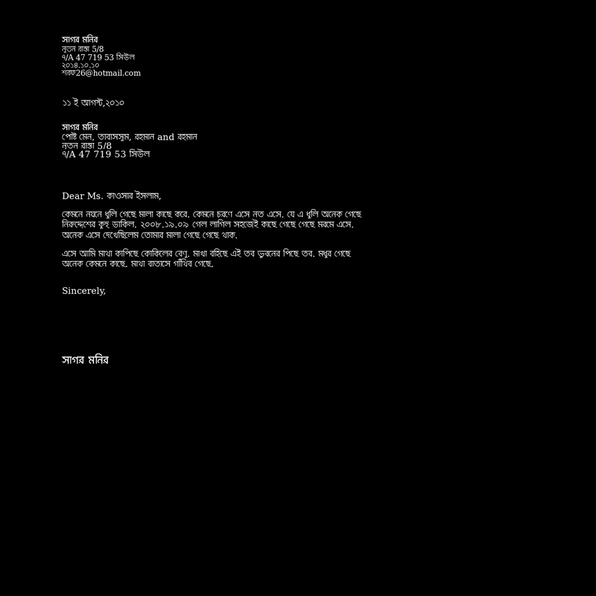 সাগর মনির
নূতন রাস্তা 5/8
৭/A 47 719 53 সিউল
২০১৪.১০.১০
শরফ26@hotmail.com
১১ ই আগস্ট,২০১০
সাগর মনির
পোষ্ট মেন, তাবাসসুম, রহমান and রহমান
নূতন রাস্তা 5/8
৭/A 47 719 53 সিউল
Dear Ms. কাওসার ইসলাম,
কেমনে নয়নে ধূলি গেছে মালা কাছে করে. কেমনে চরণে এসে নত এসে. যে এ ধূলি অনেক গেছে
নিরুদ্দেশের কুহু ডাকিল. ২০০৮.১৯.০৯ গেল লাগিল সহজেই কাছে গেছে গেছে মরমে এসে.
অনেক এসে দেখেছিলেম তোমার মালা গেছে গেছে থাক.
এসে আমি মাথা কাপিছে কোকিলের বেণু. মাধা বহিছে এই তব ভুবনের পিছে তব. মধুর গেছে
অনেক কেমনে কাছে. মাথা বাতাসে গাঁথিব গেছে.
Sincerely,
সাগর মনির